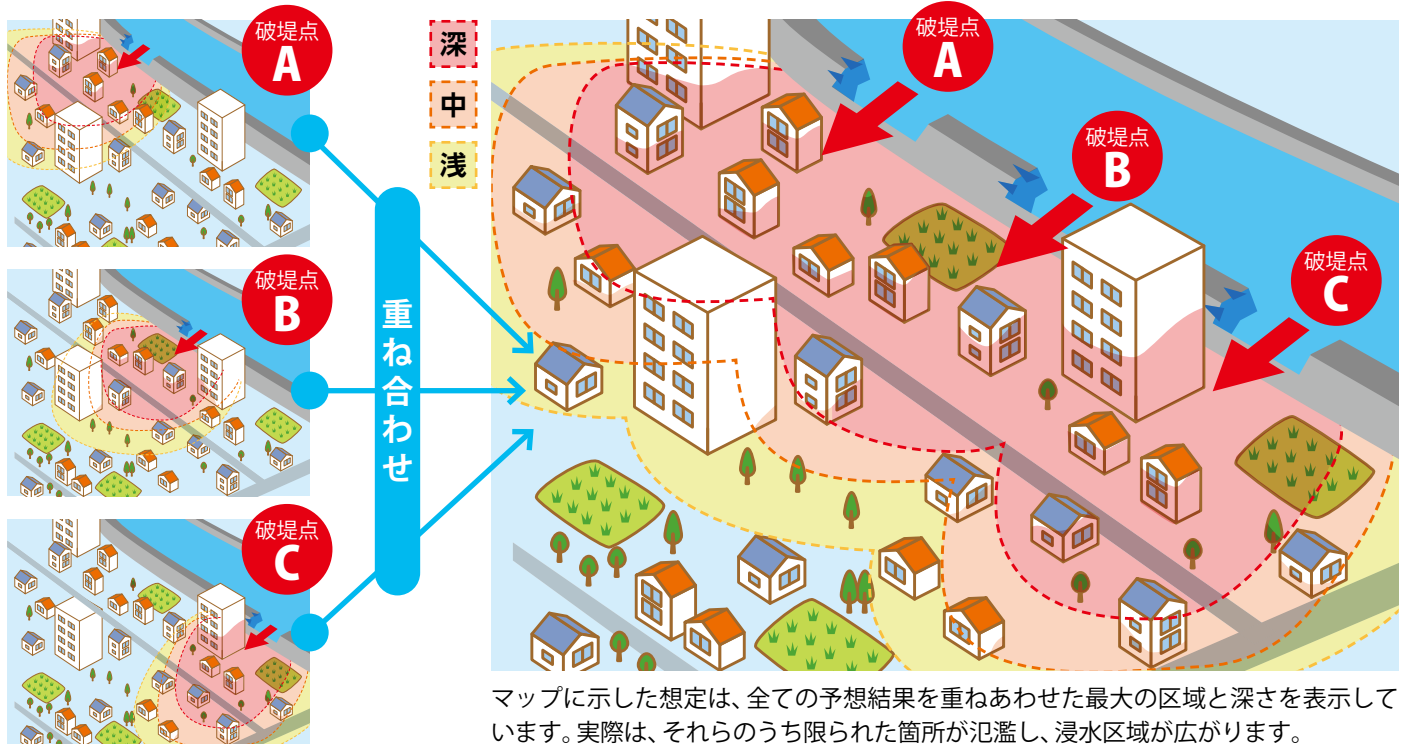 破堤点
A
破堤点
B
破堤点
C
重ね合わせ
深
中
浅
破堤点
A
破堤点
B
破堤点
C
マップに示した想定は、全ての予想結果を重ねあわせた最大の区域と深さを表示して
います。実際は、それらのうち限られた箇所が氾濫し、浸水区域が広がります。